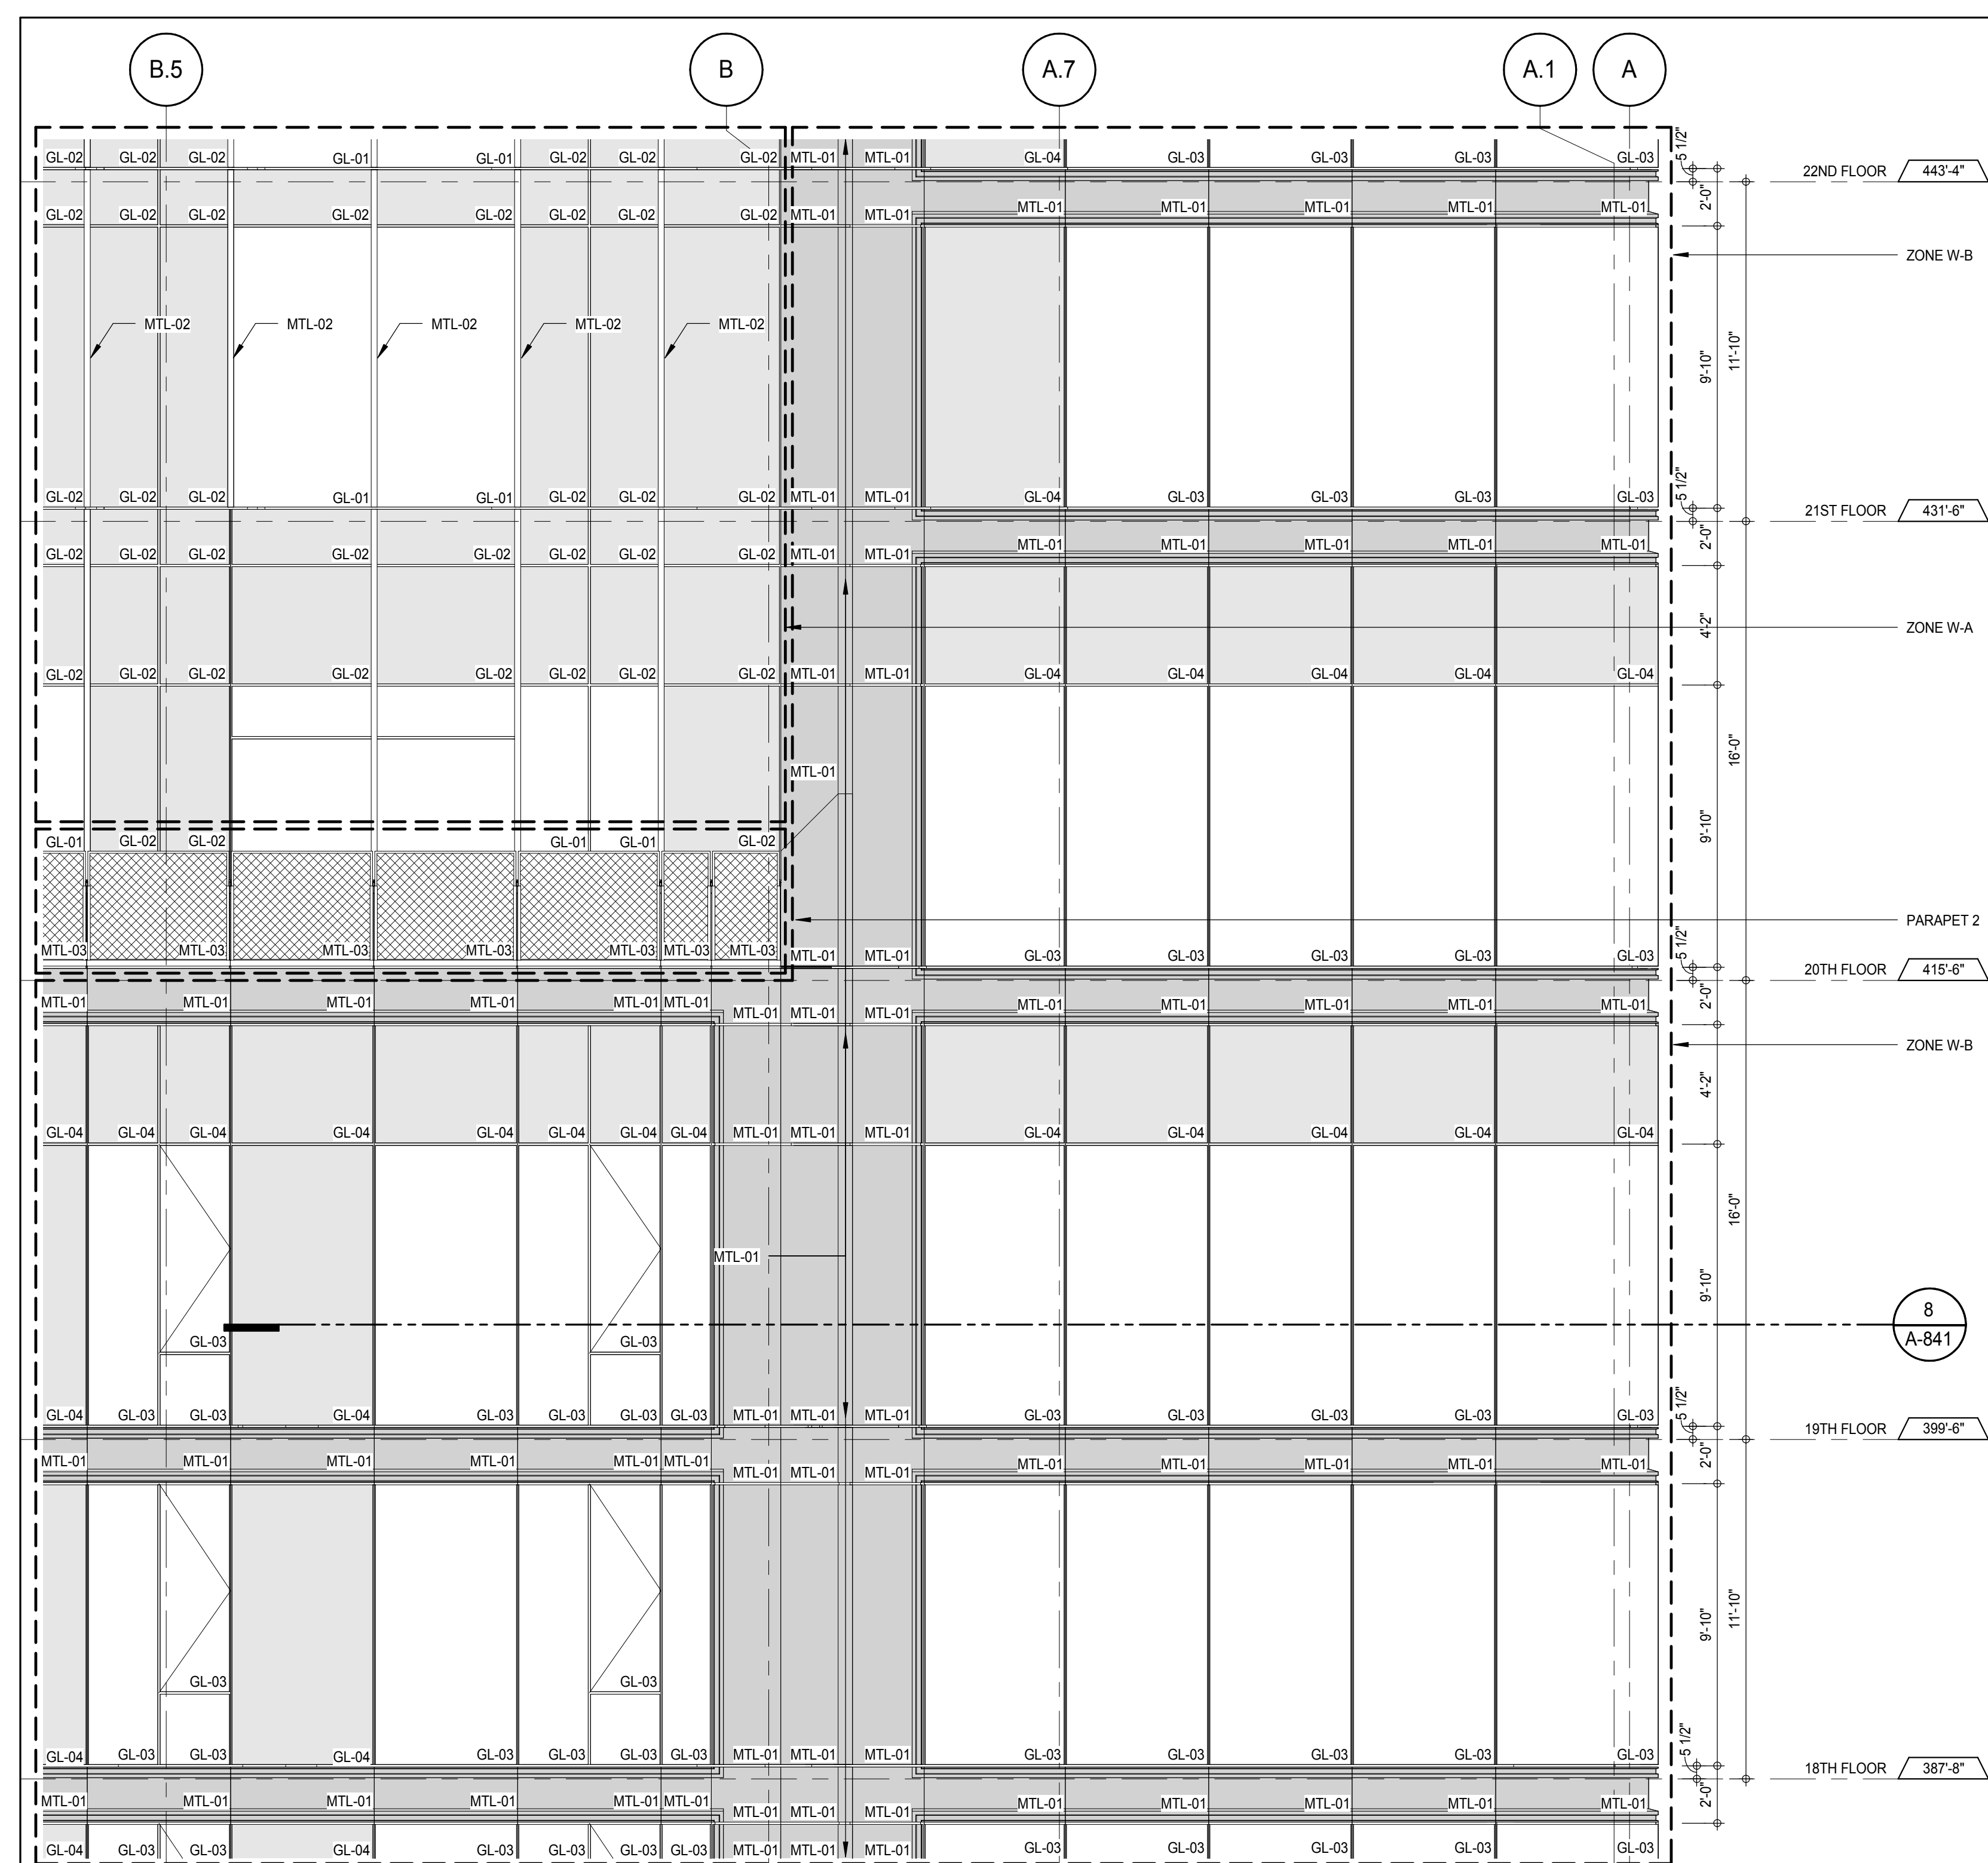 B.5 B A.7 A.1 A
GL-02 GL-02 GL-02 GL-01 GL-01 GL-02 GL-02 GL-02 MTL-01 MTL-01 GL-04 GL-03 GL-03 GL-03 GL-03 5 1/2"
22ND FLOOR 443'-4"
GL-02 GL-02 GL-02 GL-02 GL-02 GL-02 GL-02 GL-02 MTL-01 MTL-01 MTL-01 MTL-01 MTL-01 MTL-01 MTL-01 2'-0"
ZONE W-B
MTL-02 MTL-02 MTL-02 MTL-02 MTL-02
9'-10" 11'-10"
GL-02 GL-02 GL-02 GL-01 GL-01 GL-02 GL-02 GL-02 MTL-01 MTL-01 GL-04 GL-03 GL-03 GL-03 GL-03 5 1/2"
21ST FLOOR 431'-6"
GL-02 GL-02 GL-02 GL-02 GL-02 GL-02 GL-02 GL-02 MTL-01 MTL-01 MTL-01 MTL-01 MTL-01 MTL-01 MTL-01 2'-0"
4'-2" ZONE W-A
GL-02 GL-02 GL-02 GL-02 GL-02 GL-02 GL-02 GL-02 MTL-01 MTL-01 GL-04 GL-04 GL-04 GL-04 GL-04
16'-0"
MTL-01
9'-10"
GL-01 GL-02 GL-02 GL-01 GL-01 GL-02
PARAPET 2
MTL-03 MTL-03 MTL-03 MTL-03 MTL-03 MTL-03 MTL-01 MTL-01 GL-03 GL-03 GL-03 GL-03 GL-03 5 1/2"
20TH FLOOR 415'-6"
MTL-01 MTL-01 MTL-01 MTL-01 MTL-01 MTL-01 MTL-01 MTL-01 MTL-01 MTL-01 MTL-01 MTL-01 MTL-01 MTL-01 2'-0"
ZONE W-B
4'-2"
GL-04 GL-04 GL-04 GL-04 GL-04 GL-04 GL-04 GL-04 MTL-01 MTL-01 MTL-01 GL-04 GL-04 GL-04 GL-04 GL-04
16'-0"
MTL-01
9'-10"
8
A-841
GL-03 GL-03
GL-04 GL-03 GL-03 GL-04 GL-03 GL-03 GL-03 GL-03 MTL-01 MTL-01 MTL-01 GL-03 GL-03 GL-03 GL-03 GL-03 5 1/2"
19TH FLOOR 399'-6"
MTL-01 MTL-01 MTL-01 MTL-01 MTL-01 MTL-01 MTL-01 MTL-01 MTL-01 MTL-01 MTL-01 MTL-01 MTL-01 MTL-01 2'-0"
9'-10" 11'-10"
GL-03 GL-03
GL-04 GL-03 GL-03 GL-04 GL-03 GL-03 GL-03 GL-03 MTL-01 MTL-01 MTL-01 GL-03 GL-03 GL-03 GL-03 GL-03 5 1/2"
18TH FLOOR 387'-8"
MTL-01 MTL-01 MTL-01 MTL-01 MTL-01 MTL-01 MTL-01 MTL-01 MTL-01 MTL-01 MTL-01 MTL-01 MTL-01 MTL-01 2'-0"
GL-04 GL-03 GL-03 GL-04 GL-03 GL-03 GL-03 GL-03 MTL-01 MTL-01 MTL-01 GL-03 GL-03 GL-03 GL-03 GL-03